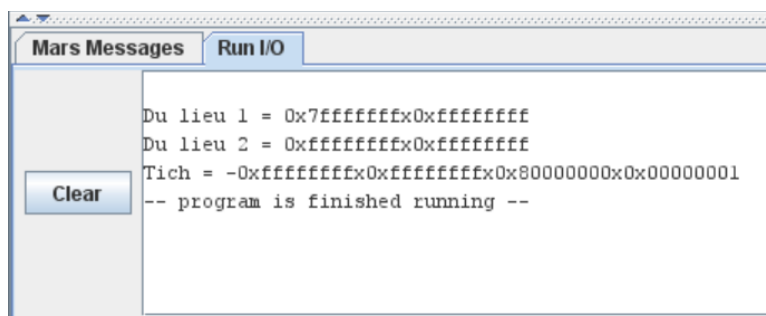 Mars Messages Run I/O
Du lieu 1 = 0x7fffffffx0xffffffff
Du lieu 2 = 0xffffffffx0xffffffff
Tich = -0xffffffffx0xffffffffx0x80000000x0x00000001
-- program is finished running --
Clear